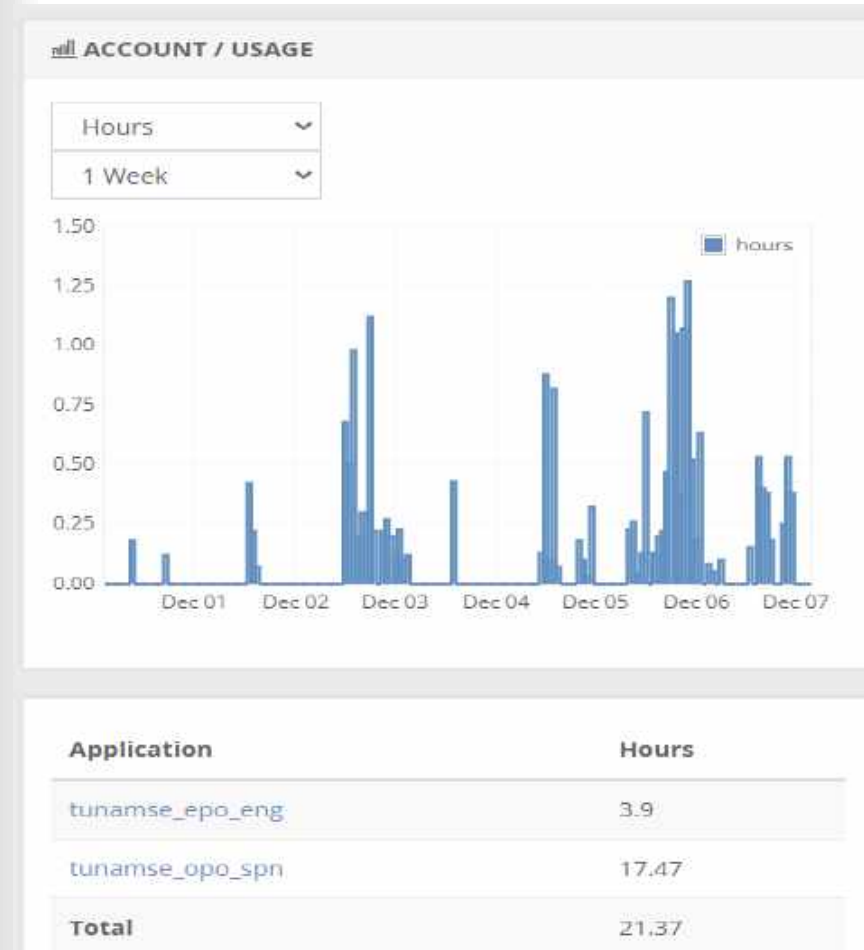 ACCOUNT / USAGE
Hours
1 Week
1.50
hours
1.25
1.00
0.75
0.50
0.25
0.00
Dec 01 Dec 02 Dec 03 Dec 04 Dec 05 Dec 06 Dec 07
Application Hours
tunamse_epo_eng 3.9
tunamse_opo_spn 17.47
Total 21.37